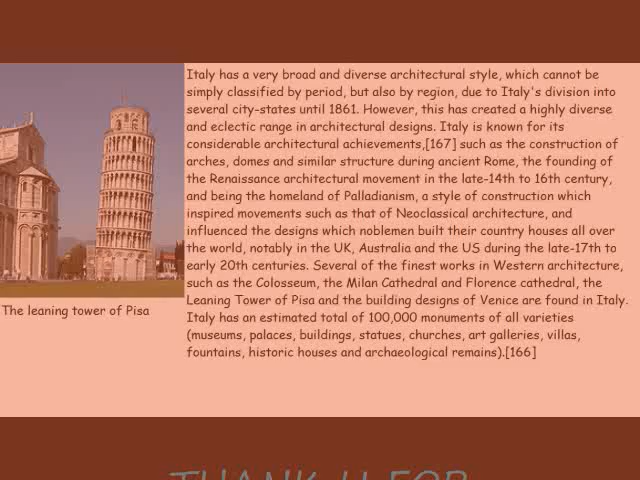 Italy has a very broad and diverse architectural style, which cannot be
simply classified by period, but also by region, due to Italy's division into
several city-states until 1861. However, this has created a highly diverse
and eclectic range in architectural designs. Italy is known for its
considerable architectural achievements,[167] such as the construction of
arches, domes and similar structure during ancient Rome, the founding of
the Renaissance architectural movement in the late-14th to 16th century,
and being the homeland of Palladianism, a style of construction which
inspired movements such as that of Neoclassical architecture, and
influenced the designs which noblemen built their country houses all over
the world, notably in the UK, Australia and the US during the late-17th to
early 20th centuries. Several of the finest works in Western architecture,
such as the Colosseum, the Milan Cathedral and Florence cathedral, the
Leaning Tower of Pisa and the building designs of Venice are found in Italy.
Italy has an estimated total of 100,000 monuments of all varieties
(museums, palaces, buildings, statues, churches, art galleries, villas,
fountains, historic houses and archaeological remains).[166]
The leaning tower of Pisa
THANK U FOR